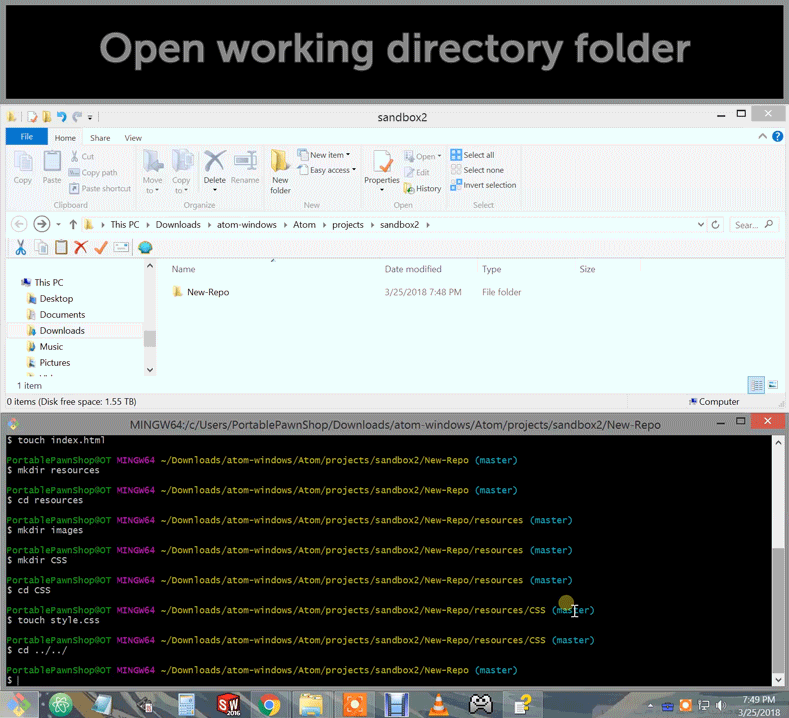 Open working directory folder
sandbox2
File Home Share View
Copy
Paste
Cut
Copy path
Paste shortcut
Clipboard
Move to
Copy to
Delete
Rename
Organize
New folder
New item
Easy access
New
Properties
Open
Edit
History
Open
Select all
Select none
Invert selection
Select
This PC Downloads atom-windows Atom projects sandbox2
Sear...
Name Date modified Type Size
New-Repo 3/25/2018 7:48 PM File folder
This PC
Desktop
Documents
Downloads
Music
Pictures
1 item
0 items (Disk free space: 1.55 TB) Computer
MINGW64:/c/Users/PortablePawnShop/Downloads/atom-windows/Atom/projects/sandbox2/New-Repo
$ touch index.html
PortablePawnShop@OT MINGW64 ~/Downloads/atom-windows/Atom/projects/sandbox2/New-Repo (master)
$ mkdir resources
PortablePawnShop@OT MINGW64 ~/Downloads/atom-windows/Atom/projects/sandbox2/New-Repo (master)
$ cd resources
PortablePawnShop@OT MINGW64 ~/Downloads/atom-windows/Atom/projects/sandbox2/New-Repo/resources (master)
$ mkdir images
PortablePawnShop@OT MINGW64 ~/Downloads/atom-windows/Atom/projects/sandbox2/New-Repo/resources (master)
$ mkdir CSS
PortablePawnShop@OT MINGW64 ~/Downloads/atom-windows/Atom/projects/sandbox2/New-Repo/resources (master)
$ cd CSS
PortablePawnShop@OT MINGW64 ~/Downloads/atom-windows/Atom/projects/sandbox2/New-Repo/resources/CSS (master)
$ touch style.css
PortablePawnShop@OT MINGW64 ~/Downloads/atom-windows/Atom/projects/sandbox2/New-Repo/resources/CSS (master)
$ cd ../../
PortablePawnShop@OT MINGW64 ~/Downloads/atom-windows/Atom/projects/sandbox2/New-Repo (master)
$
SW
2016
7:49 PM
3/25/2018